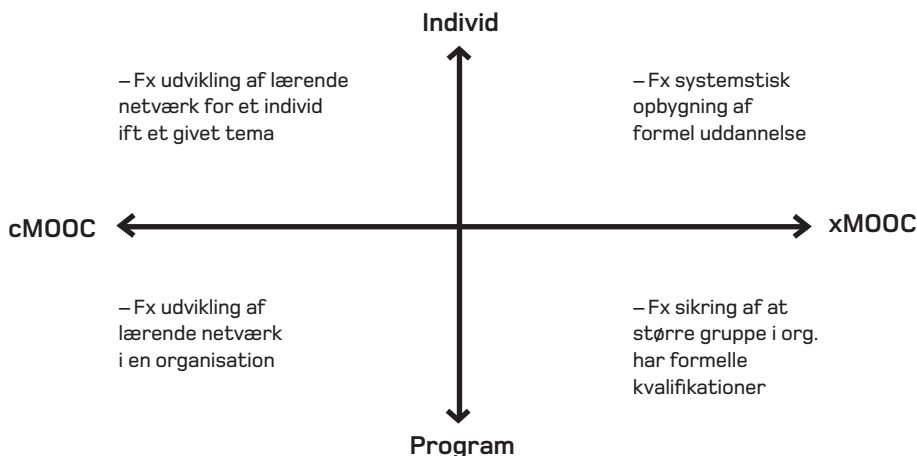 Individ
– Fx udvikling af lærende
netværk for et individ
ift et givet tema
– Fx systemstisk
opbygning af
formel uddannelse
cMOOC
xMOOC
– Fx udvikling af
lærende netværk
i en organisation
– Fx sikring af at
større gruppe i org.
har formelle
kvalifikationer
Program